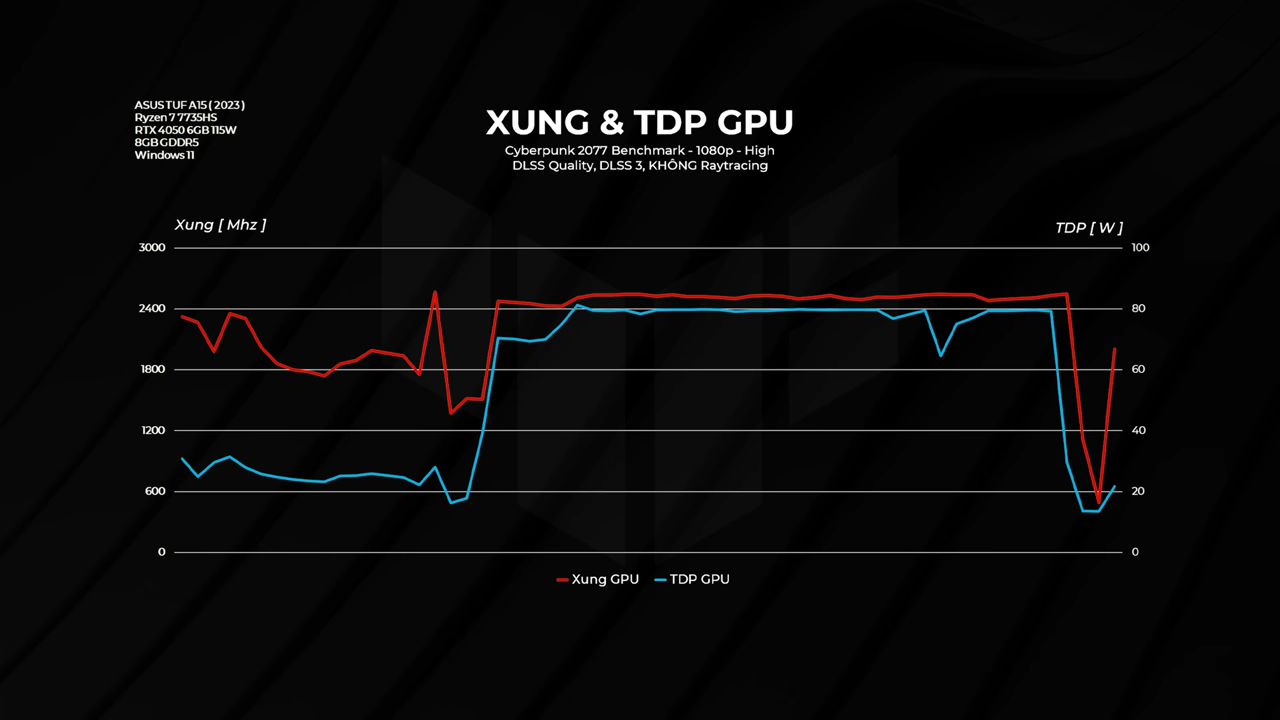 ASUS TUF A15 ( 2023 )
Ryzen 7 7735HS
RTX 4050 6GB 115W
8GB GDDR5
Windows 11
XUNG & TDP GPU
Cyberpunk 2077 Benchmark - 1080p - High
DLSS Quality, DLSS 3, KHÔNG Raytracing
Xung [ Mhz ]
TDP [ W ]
3000
100
2400
80
1800
60
1200
40
600
20
0
0
Xung GPU
TDP GPU